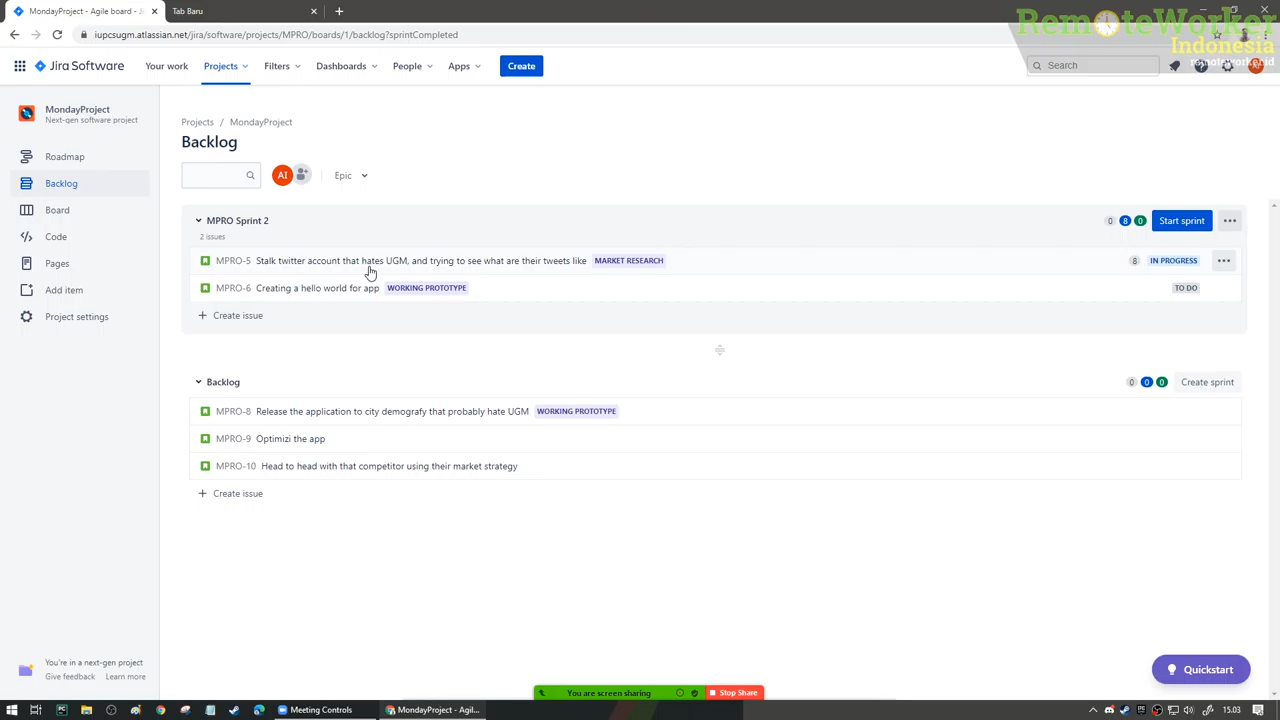 MondayProject - Agile board - J
Tab Baru
iupcsugm.atlassian.net/jira/software/projects/MPRO/boards/1/backlog?sprintCompleted
RemoteWorker
Indonesia
remoteworker.id
Jira Software
Your work
Projects
Filters
Dashboards
People
Apps
Create
Search
MondayProject
Next-gen software project
Roadmap
Backlog
Board
Code
Pages
Add item
Project settings
Projects / MondayProject
Backlog
AI
Epic
MPRO Sprint 2
0 8 0
Start sprint
2 issues
MPRO-5 Stalk twitter account that hates UGM, and trying to see what are their tweets like MARKET RESEARCH 8 IN PROGRESS
MPRO-6 Creating a hello world for app WORKING PROTOTYPE TO DO
+ Create issue
Backlog
0 0 0
Create sprint
MPRO-8 Release the application to city demografy that probably hate UGM WORKING PROTOTYPE
MPRO-9 Optimizi the app
MPRO-10 Head to head with that competitor using their market strategy
+ Create issue
You're in a next-gen project
Give feedback Learn more
Quickstart
You are screen sharing
Stop Share
Meeting Controls
MondayProject - Agil...
15.03